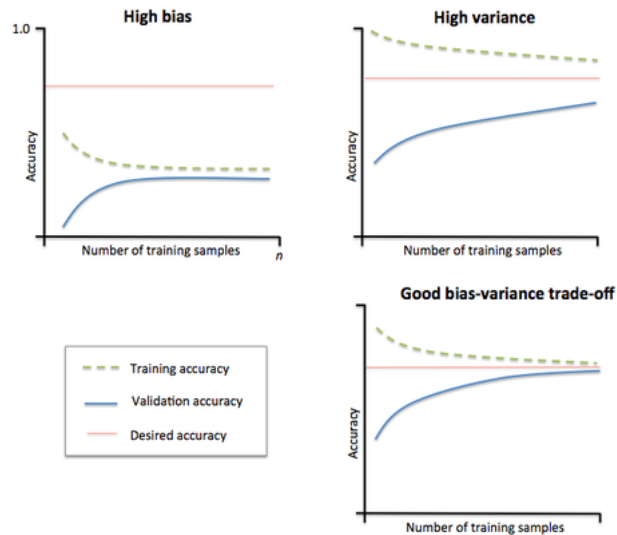 High bias
1.0
Accuracy
Number of training samples
n
High variance
Accuracy
Number of training samples
Training accuracy
Validation accuracy
Desired accuracy
Good bias-variance trade-off
Accuracy
Number of training samples